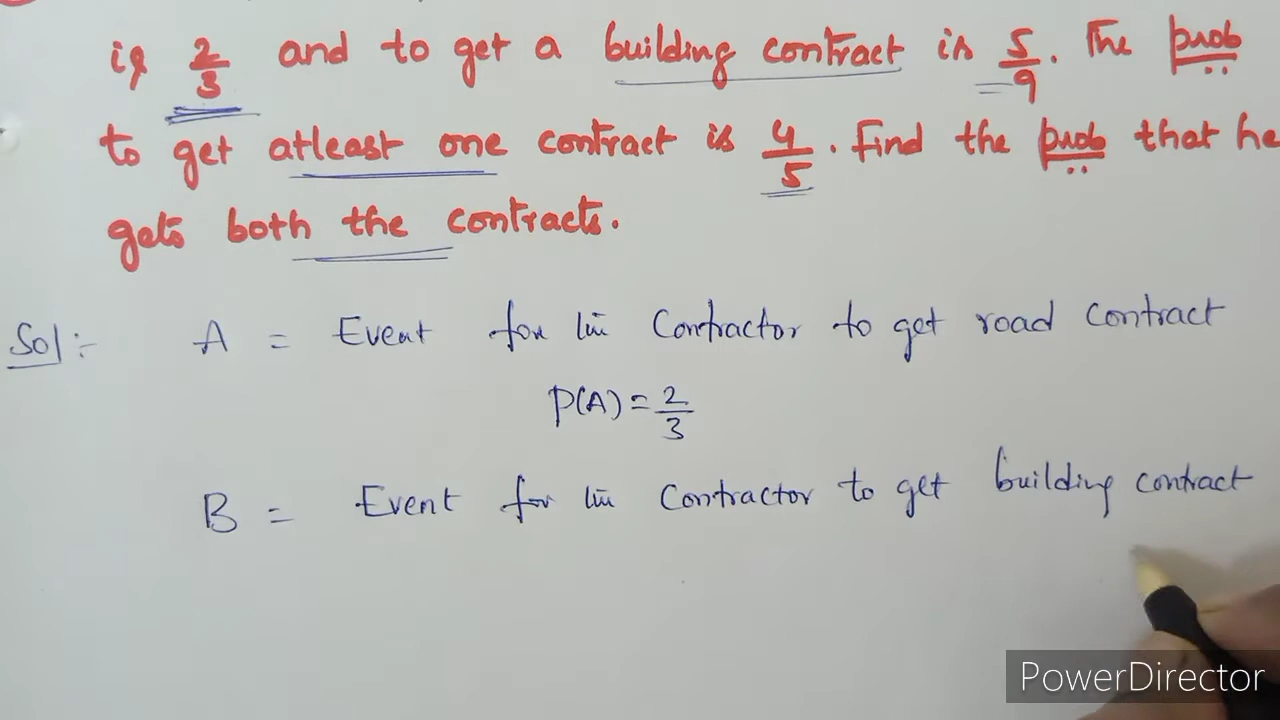 is 2/3 and to get a building contract is 5/9. The prob
to get atleast one contract is 4/5. Find the prob that he
gets both the contracts.
Sol:- A = Event for the Contractor to get road contract
P(A) = 2/3
B = Event for the Contractor to get building contract
PowerDirector